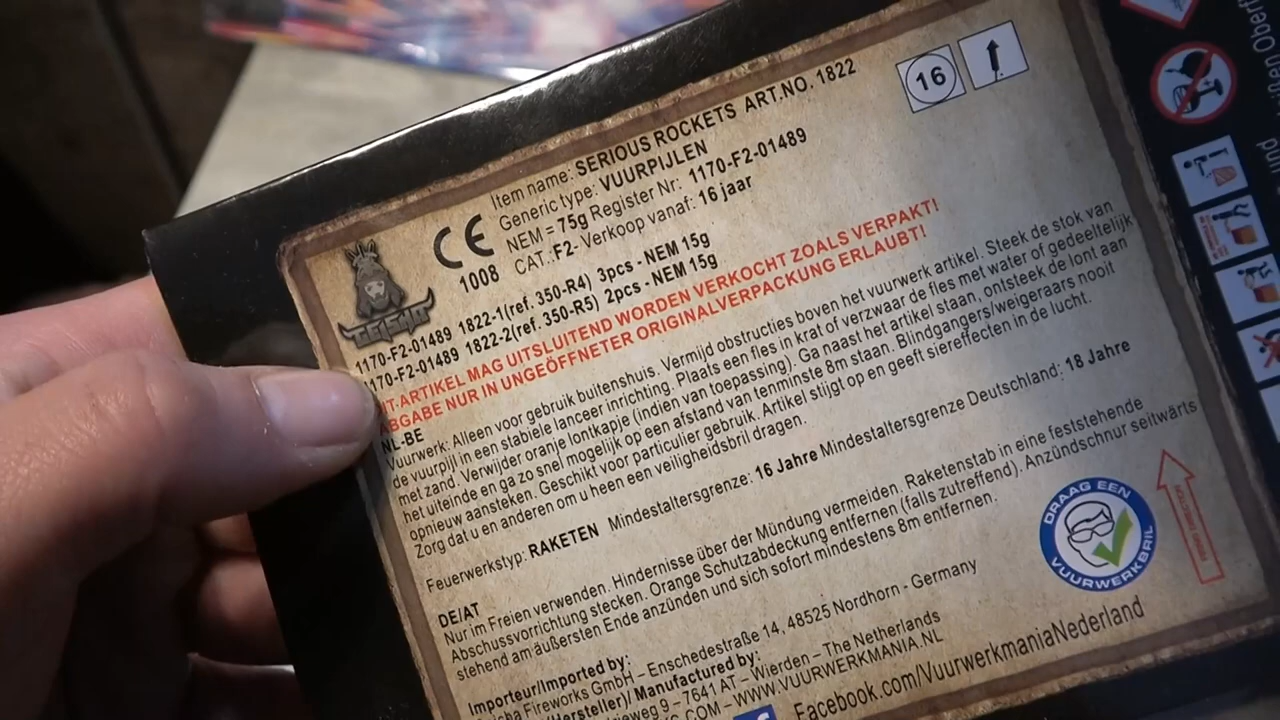 Item name: SERIOUS ROCKETS ART.NO. 1822
Generic type: VUURPIJLEN
NEM = 75g Register Nr: 1170-F2-01489
CAT.:F2- Verkoop vanaf: 16 jaar
CE
1008
16
1170-F2-01489 1822-1(ref. 350-R4) 3pcs - NEM 15g
1170-F2-01489 1822-2(ref. 350-R5) 2pcs - NEM 15g
ARTIKEL MAG UITSLUITEND WORDEN VERKOCHT ZOALS VERPAKT!
ABGABE NUR IN UNGEÖFFNETER ORIGINALVERPACKUNG ERLAUBT!
NL-BE
Vuurwerk: Alleen voor gebruik buitenshuis. Vermijd obstructies boven het vuurwerk artikel. Steek de stok van
de vuurpijl in een stabiele lanceer inrichting. Plaats een fles in krat of verzwaar de fles met water of gedeeltelijk
met zand. Verwijder oranje lontkapje (indien van toepassing). Ga naast het artikel staan, ontsteek de lont aan
het uiteinde en ga zo snel mogelijk op een afstand van tenminste 8m staan. Blindgangers/weigeraars nooit
opnieuw aansteken. Geschikt voor particulier gebruik. Artikel stijgt op en geeft siereffecten in de lucht.
Zorg dat u en anderen om u heen een veiligheidsbril dragen.
Feuerwerkstyp: RAKETEN Mindestaltersgrenze: 16 Jahre Mindestaltersgrenze Deutschland: 18 Jahre
DE/AT
Nur im Freien verwenden. Hindernisse über der Mündung vermeiden. Raketenstab in eine feststehende
Abschussvorrichtung stecken. Orange Schutzabdeckung entfernen (falls zutreffend). Anzündschnur seitwärts
stehend am äußersten Ende anzünden und sich sofort mindestens 8m entfernen.
DRAAG EEN
VUURWERKBRIL
Importeur/Imported by:
Fireworks GmbH - Enschedestraße 14, 48525 Nordhorn - Germany
(Hersteller)/ Manufactured by:
9 - 7641 AT - Wierden - The Netherlands
.COM - WWW.VUURWERKMANIA.NL
Facebook.com/VuurwerkmaniaNederland